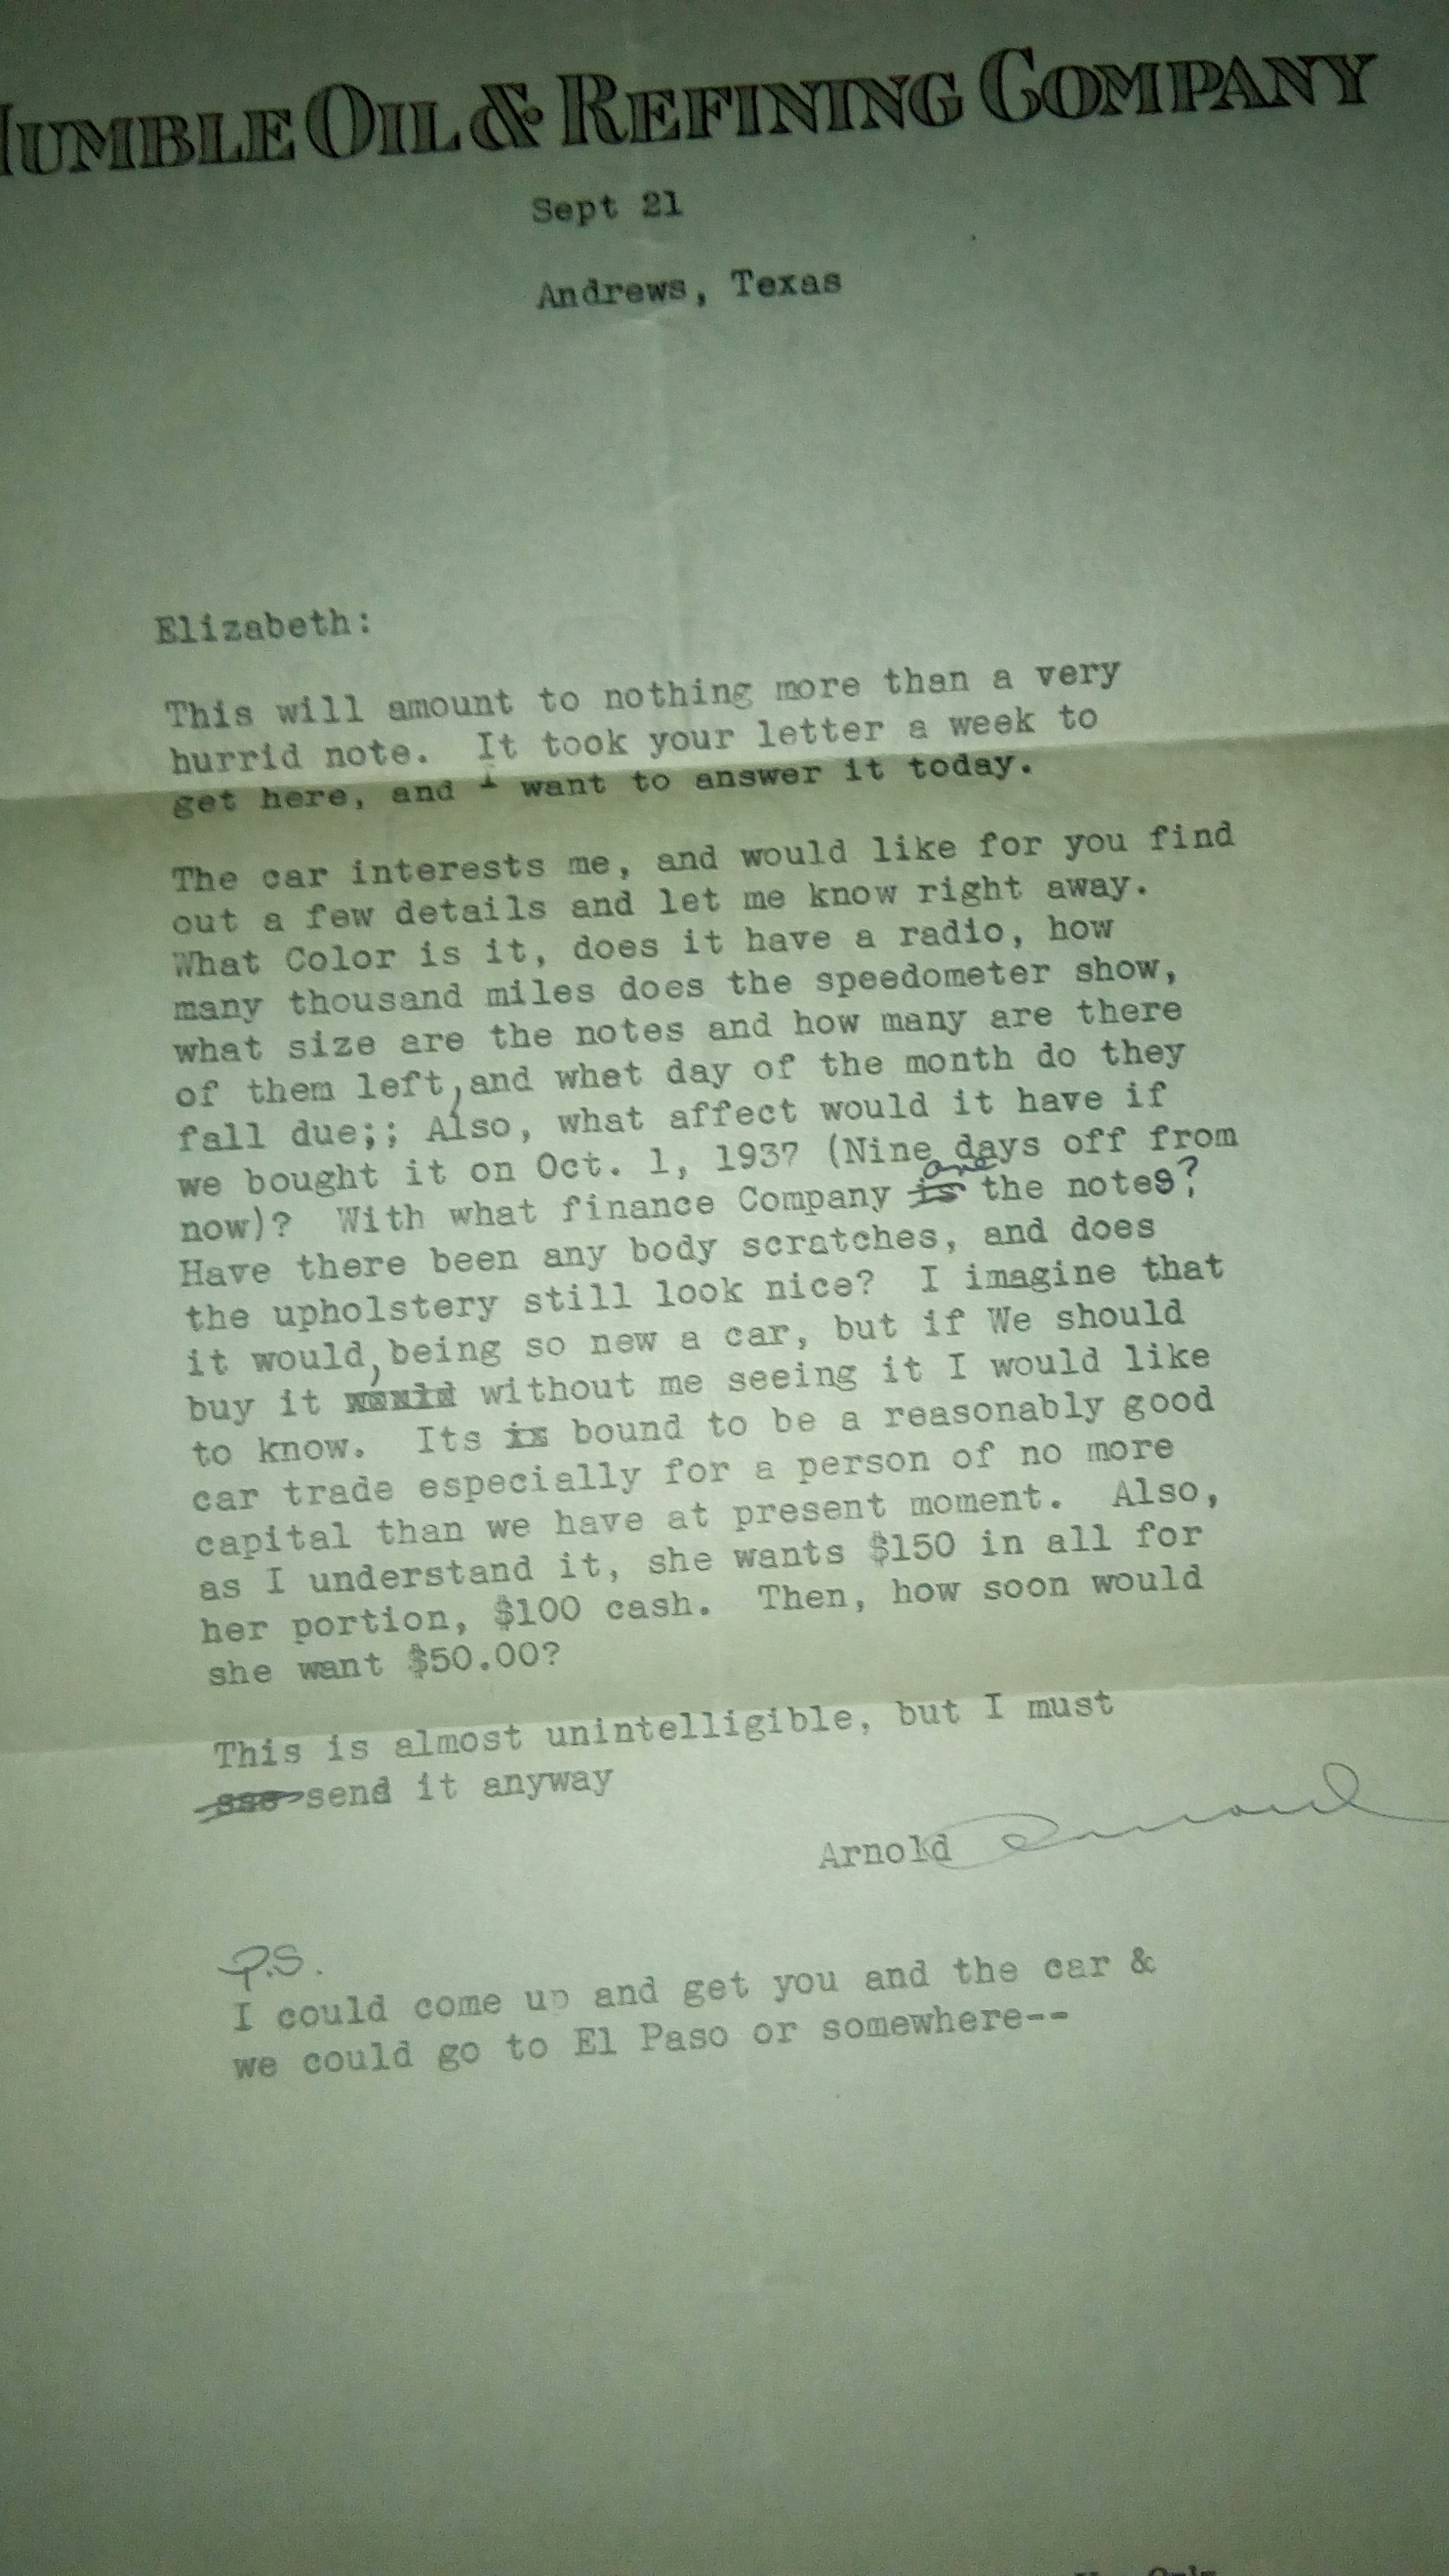 HUMBLE OIL & REFINING COMPANY
Sept 21
Andrews, Texas
Elizabeth:
This will amount to nothing more than a very
hurrid note. It took your letter a week to
get here, and I want to answer it today.
The car interests me, and would like for you find
out a few details and let me know right away.
What Color is it, does it have a radio, how
many thousand miles does the speedometer show,
what size are the notes and how many are there
of them left, and what day of the month do they
fall due;; Also, what affect would it have if
we bought it on Oct. 1, 1937 (Nine days off from
now)? With what finance Company is are the notes?
Have there been any body scratches, and does
the upholstery still look nice? I imagine that
it would, being so new a car, but if We should
buy it would without me seeing it I would like
to know. Its is bound to be a reasonably good
car trade especially for a person of no more
capital than we have at present moment. Also,
as I understand it, she wants $150 in all for
her portion, $100 cash. Then, how soon would
she want $50.00?
This is almost unintelligible, but I must
send it anyway
Arnold Arnold
P.S.
I could come up and get you and the car &
we could go to El Paso or somewhere--
Only